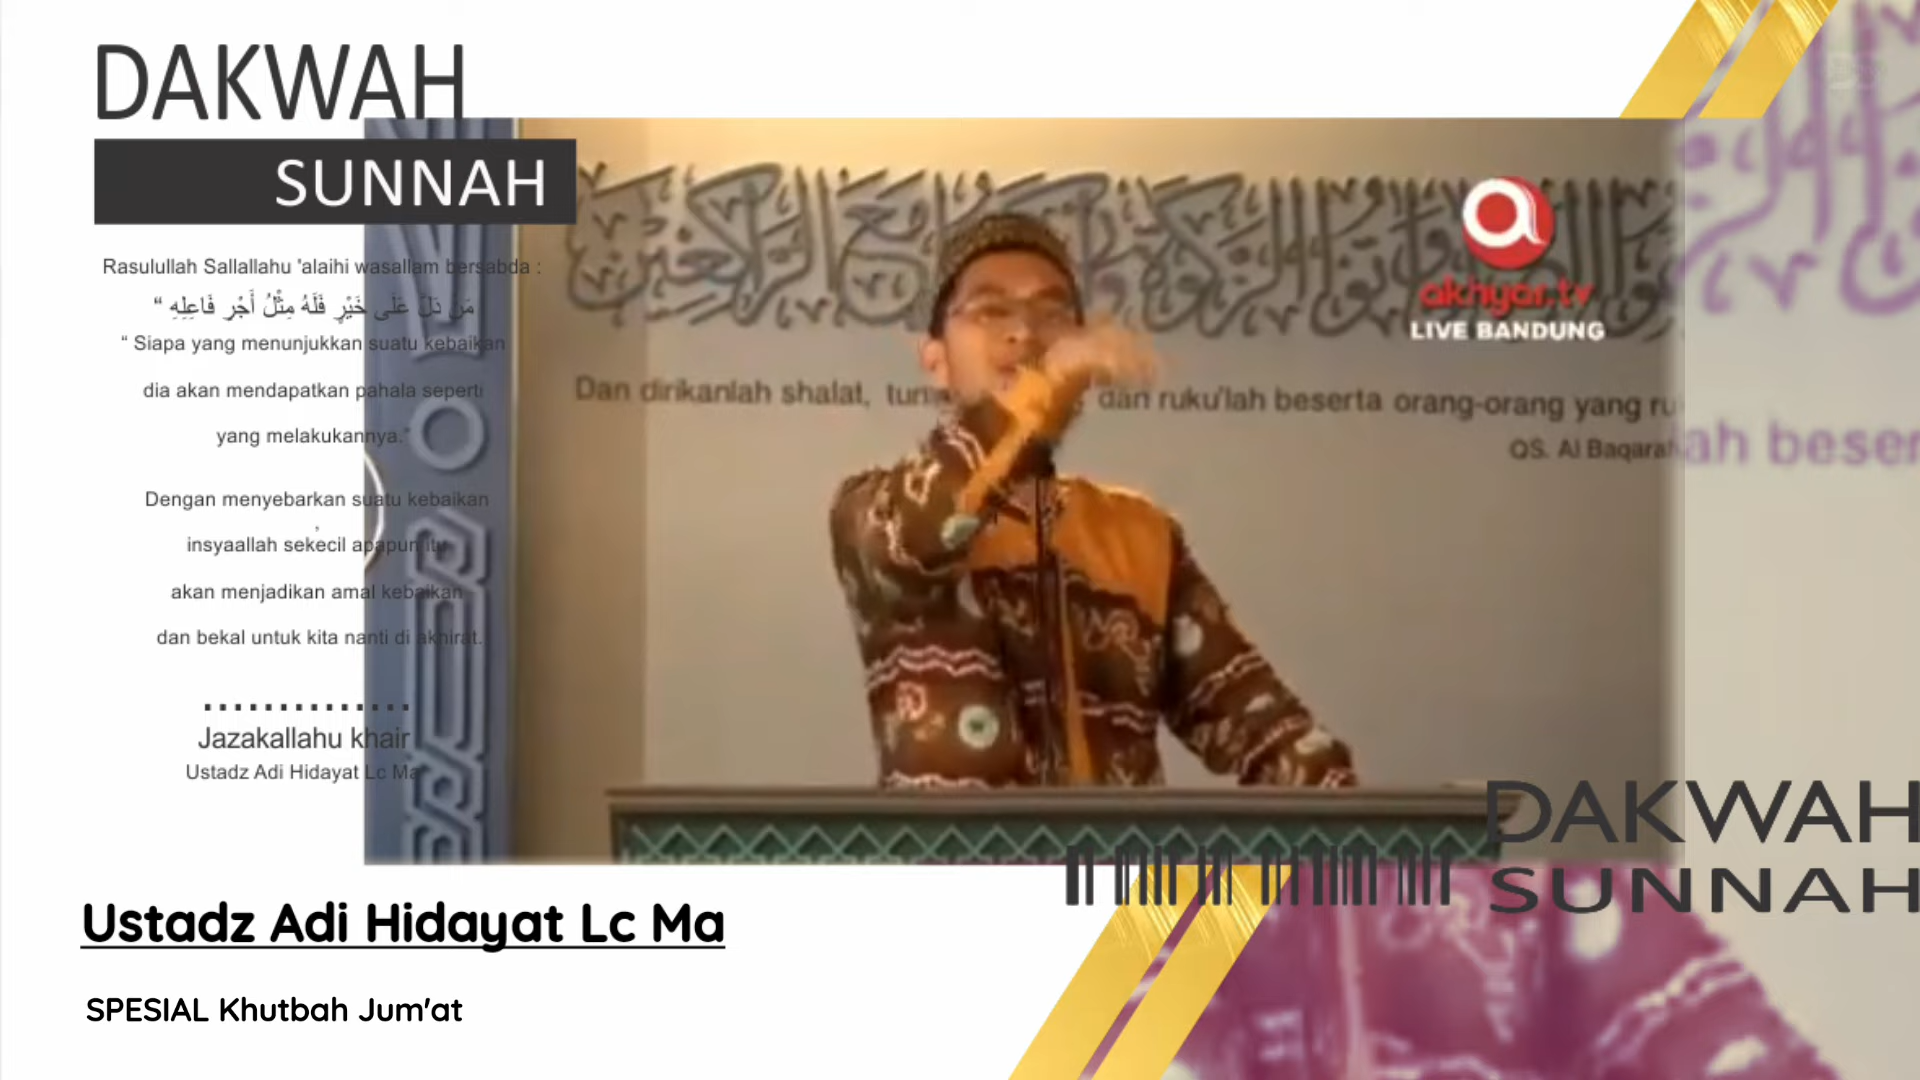 DAKWAH
SUNNAH
Rasulullah Sallallahu 'alaihi wasallam bersabda :
“ مَنْ دَلَّ عَلَى خَيْرٍ فَلَهُ مِثْلُ أَجْرِ فَاعِلِهِ
“ Siapa yang menunjukkan suatu kebaikan
dia akan mendapatkan pahala seperti
yang melakukannya.”
Dengan menyebarkan suatu kebaikan
insyaallah sekecil apapun itu
akan menjadikan amal kebaikan
dan bekal untuk kita nanti di akhirat.
Jazakallahu khair
Ustadz Adi Hidayat Lc Ma
akhyar.tv
LIVE BANDUNG
Dan dirikanlah shalat, dan ruku'lah beserta orang-orang yang
QS. Al Baqarah
DAKWAH
SUNNAH
Ustadz Adi Hidayat Lc Ma
SPESIAL Khutbah Jum'at